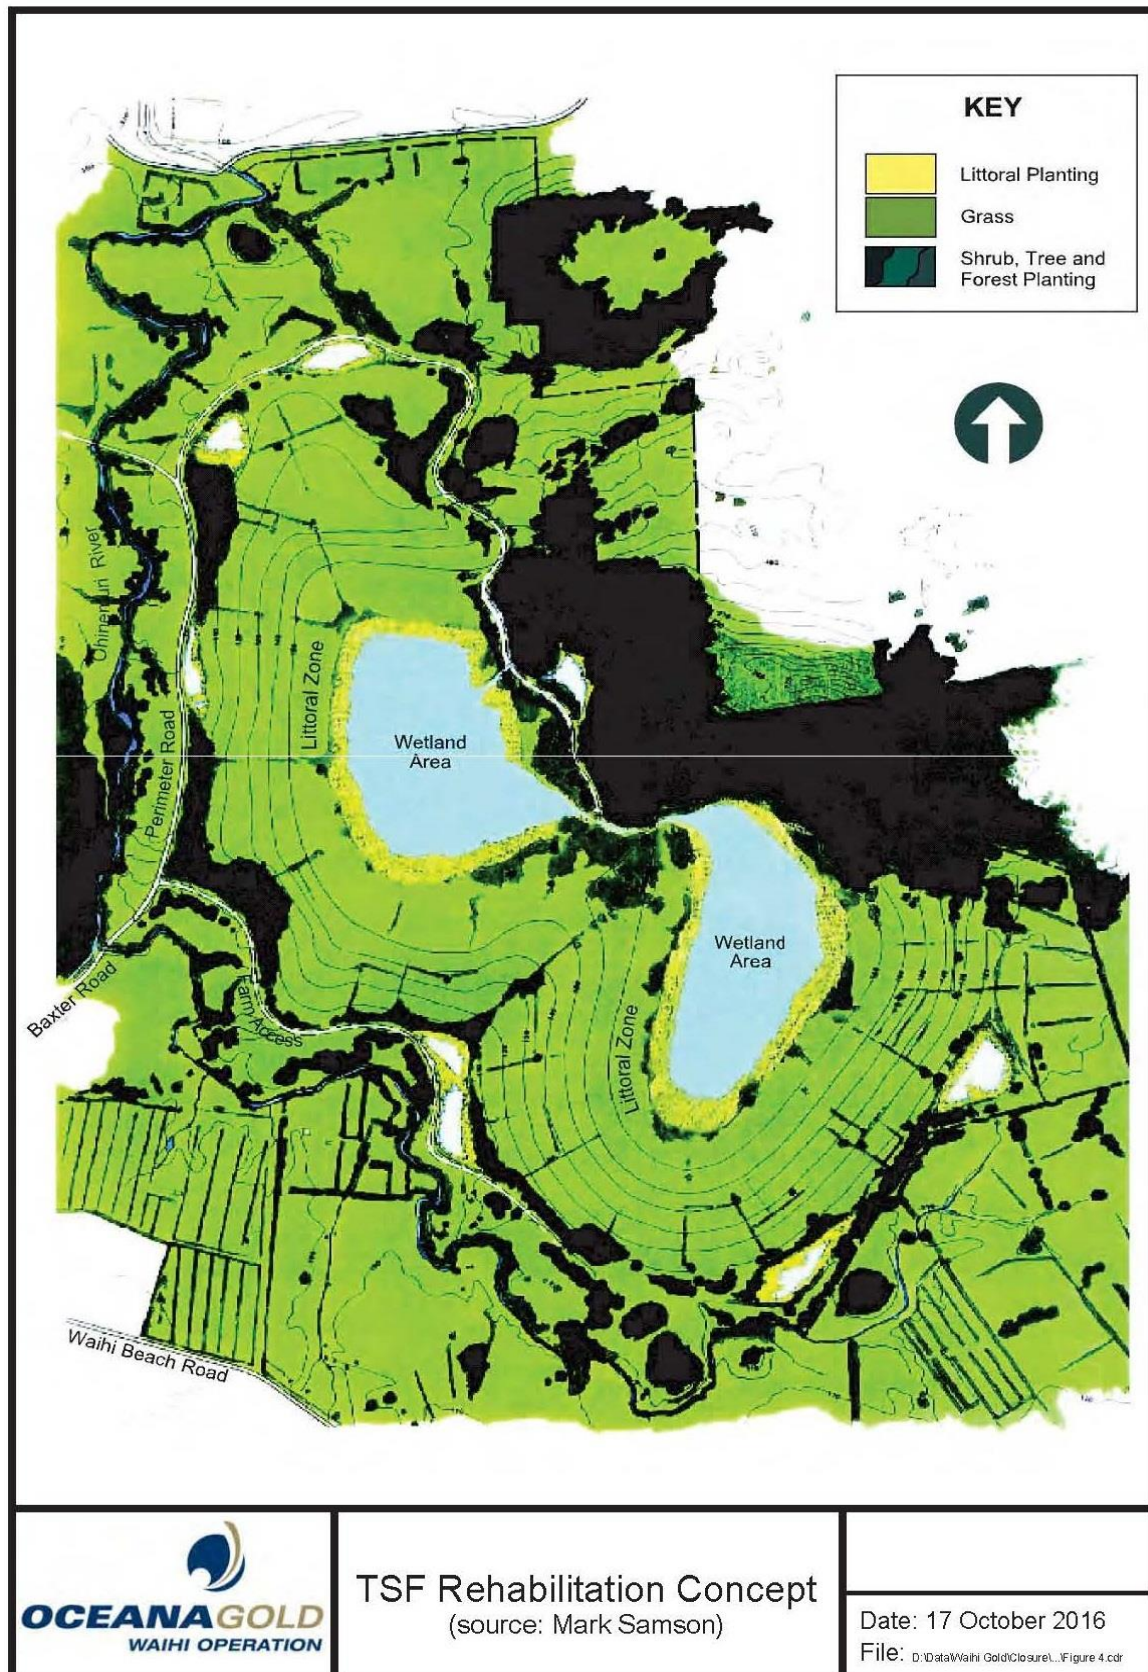 KEY
Littoral Planting
Grass
Shrub, Tree and
Forest Planting
Ohinemuri River
Perimeter Road
Littoral Zone
Wetland
Area
Wetland
Area
Littoral Zone
Baxter Road
Farm Access
Waihi Beach Road
OCEANAGOLD
WAIHI OPERATION
TSF Rehabilitation Concept
(source: Mark Samson)
Date: 17 October 2016
File: D:\Data\Waihi Gold\Closure\...\Figure 4.cdr